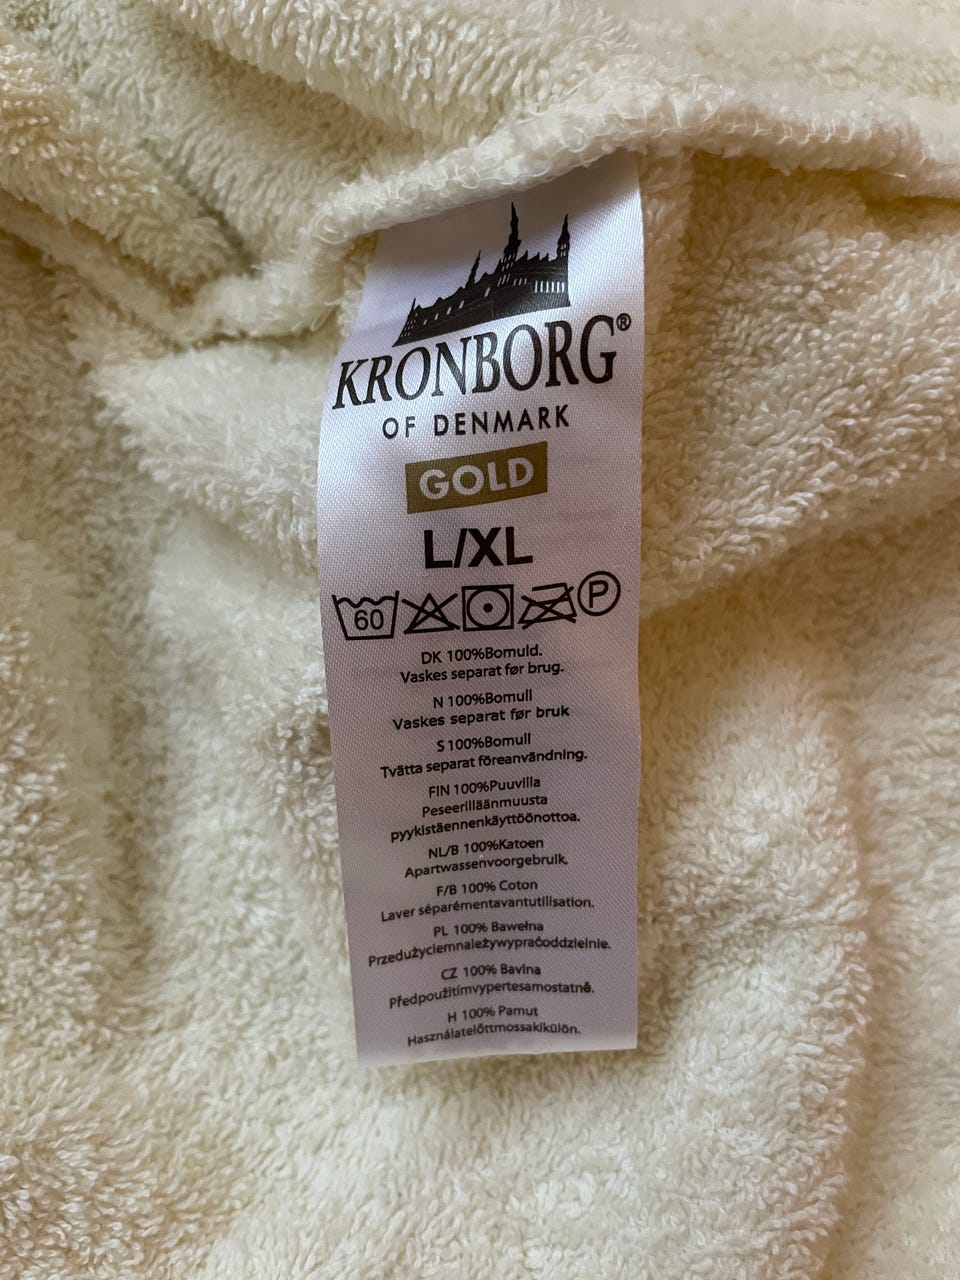 KRONBORG®
OF DENMARK
GOLD
L/XL
60 P
DK 100%Bomuld.
Vaskes separat før brug.
N 100%Bomull
Vaskes separat før bruk
S 100%Bomull
Tvätta separat föreanvändning.
FIN 100%Puuvilla
Peseerilläänmuusta
pyykistäennenkäyttöönottoa.
NL/B 100%Katoen
Apartwassenvoorgebruik.
F/B 100% Coton
Laver séparémentavantutilisation.
PL 100% Bawełna
Przedużyciemnależywypraćoddzielnie.
CZ 100% Bavlna
Předpoužitímvypertesamostatně.
H 100% Pamut
Használatelőttmossakikülön.